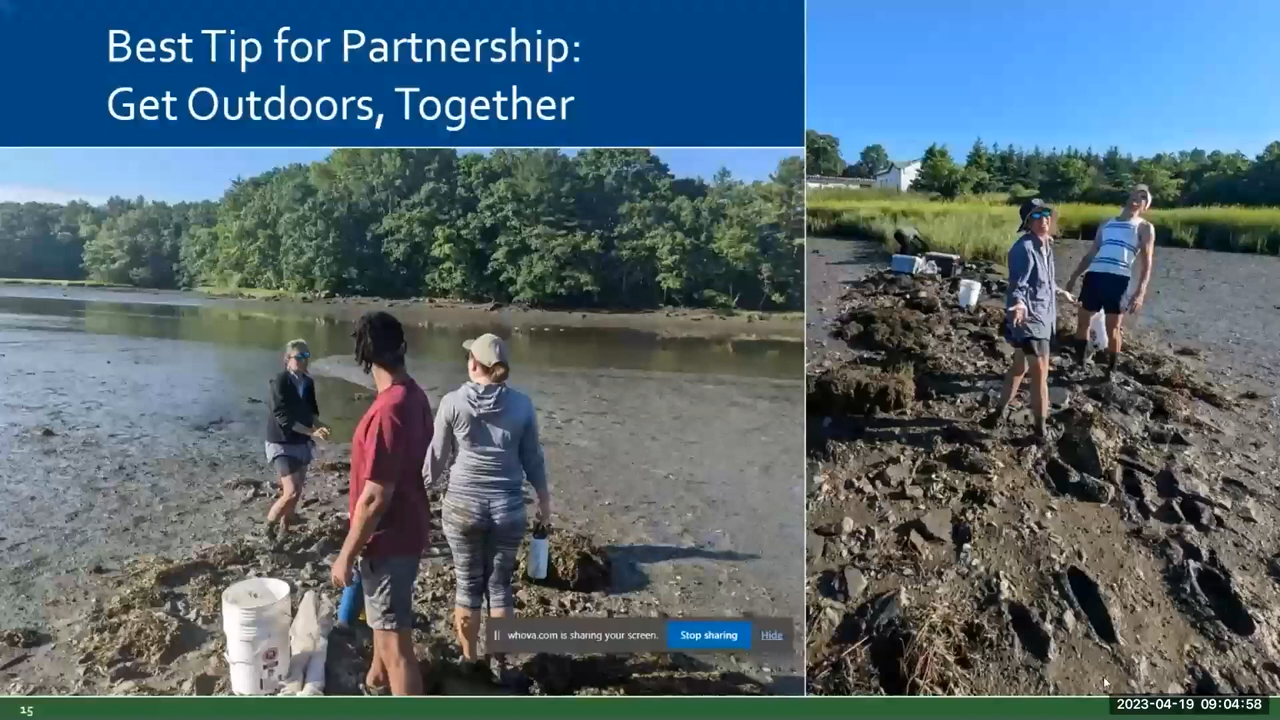 Best Tip for Partnership:
Get Outdoors, Together
whova.com is sharing your screen.
Stop sharing
Hide
15
2023-04-19 09:04:58